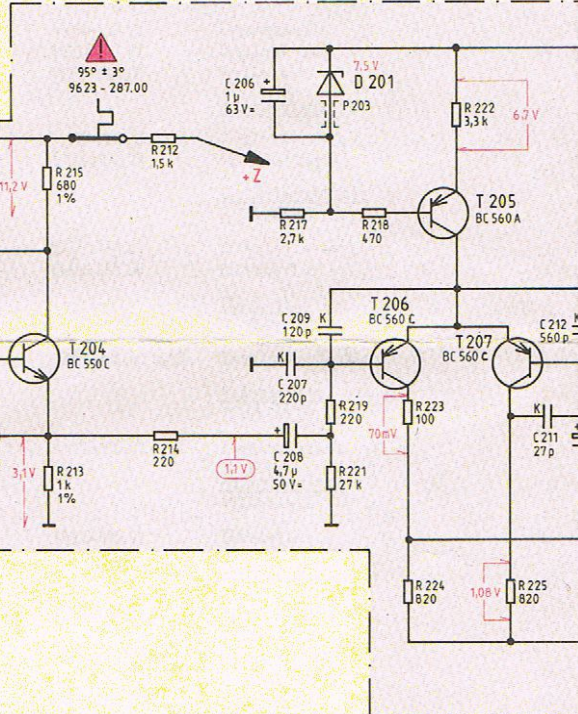 !
95° ± 3°
9623 - 287.00
R 212
1,5 k
+Z
C 206
1 µ
63 V=
+
7.5 V
D 201
P203
R 222
3,3 k
6.7 V
11,2 V
R 215
680
1%
R 217
2,7 k
R 218
470
T 205
BC 560 A
T 204
BC 550 C
C 209
120 p
K
T 206
BC 560 C
T 207
BC 560 C
C 212
560 p
K
K
C 207
220 p
R 219
220
R 223
100
70mV
K
C 211
27 p
+
3,1 V
R 213
1 k
1%
R 214
220
1,1 V
+
C 208
4,7 µ
50 V=
R 221
27 k
R 224
820
1,08 V
R 225
820